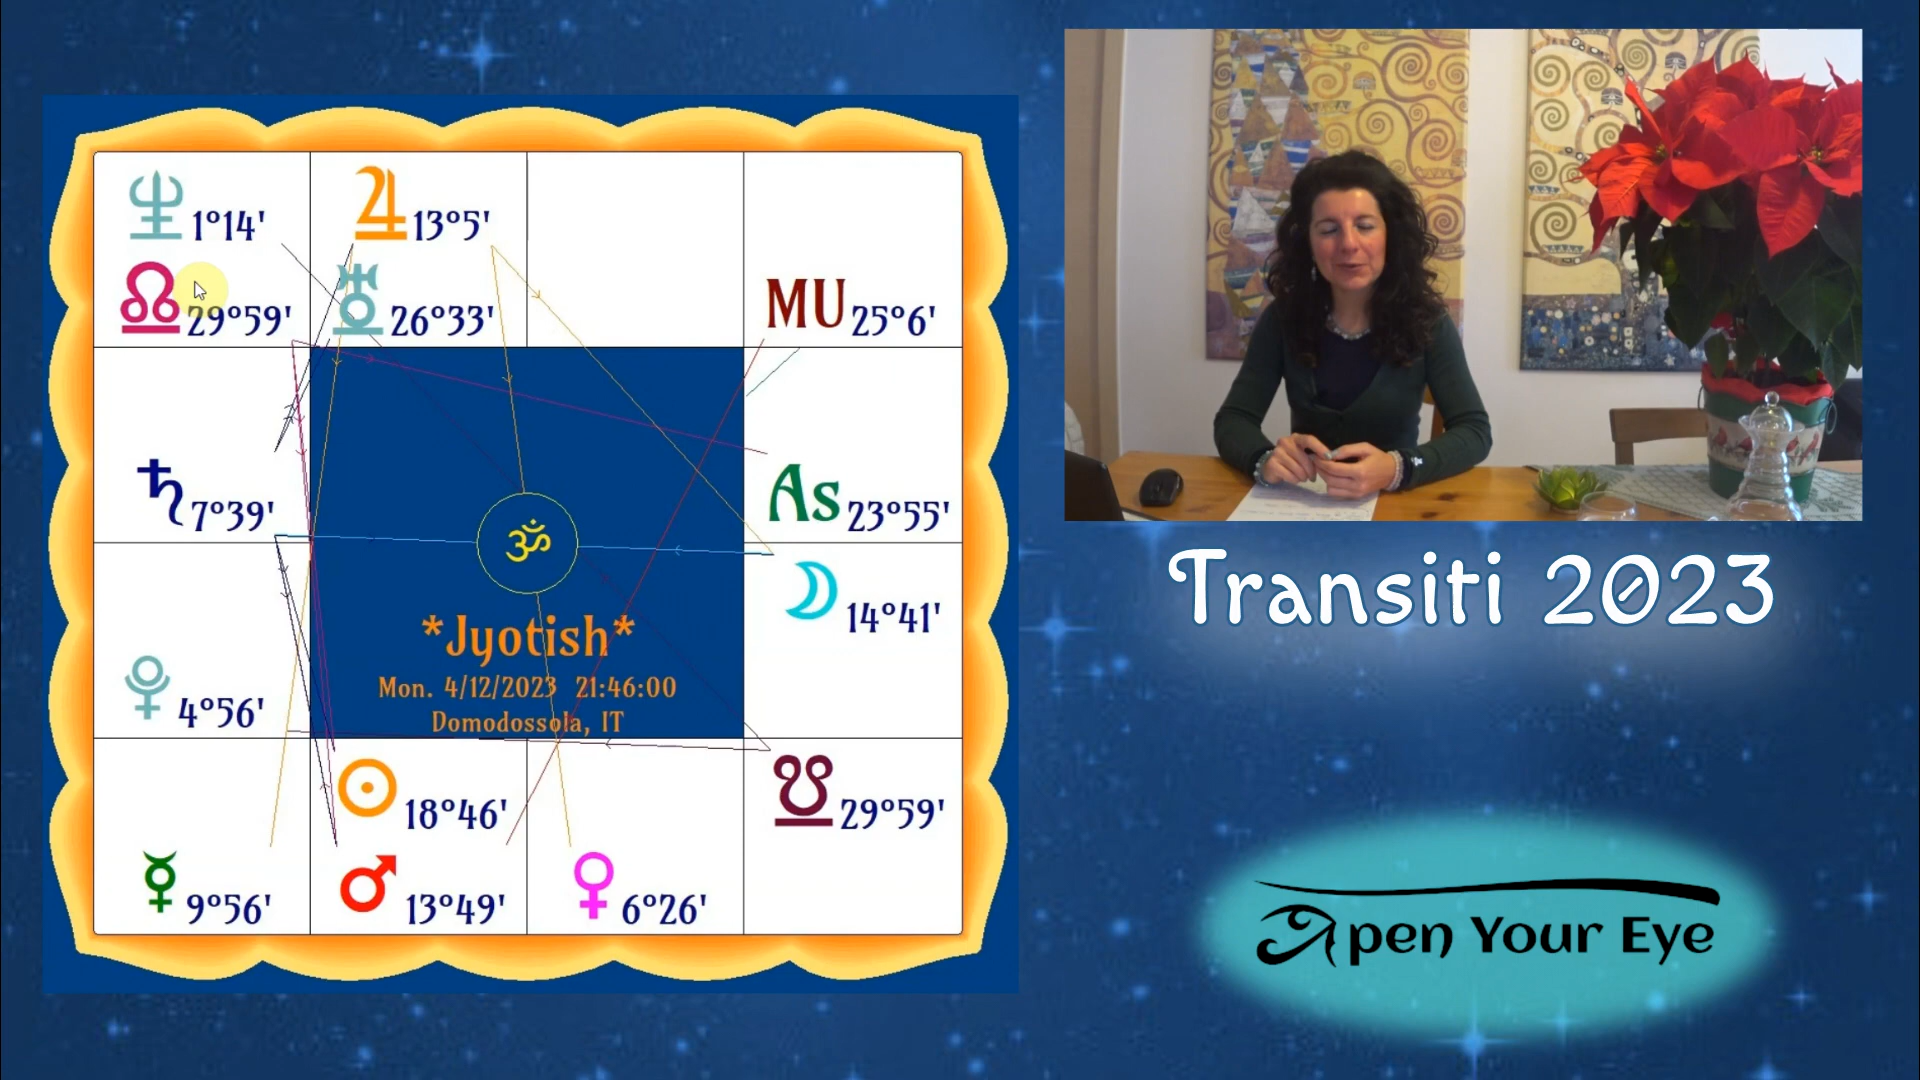 1°14'
13°5'
29°59'
26°33'
MU 25°6'
7°39'
As 23°55'
ॐ
14°41'
*Jyotish*
Mon. 4/12/2023 21:46:00
Domodossola, IT
4°56'
18°46'
29°59'
9°56'
13°49'
6°26'
Transiti 2023
Open Your Eye